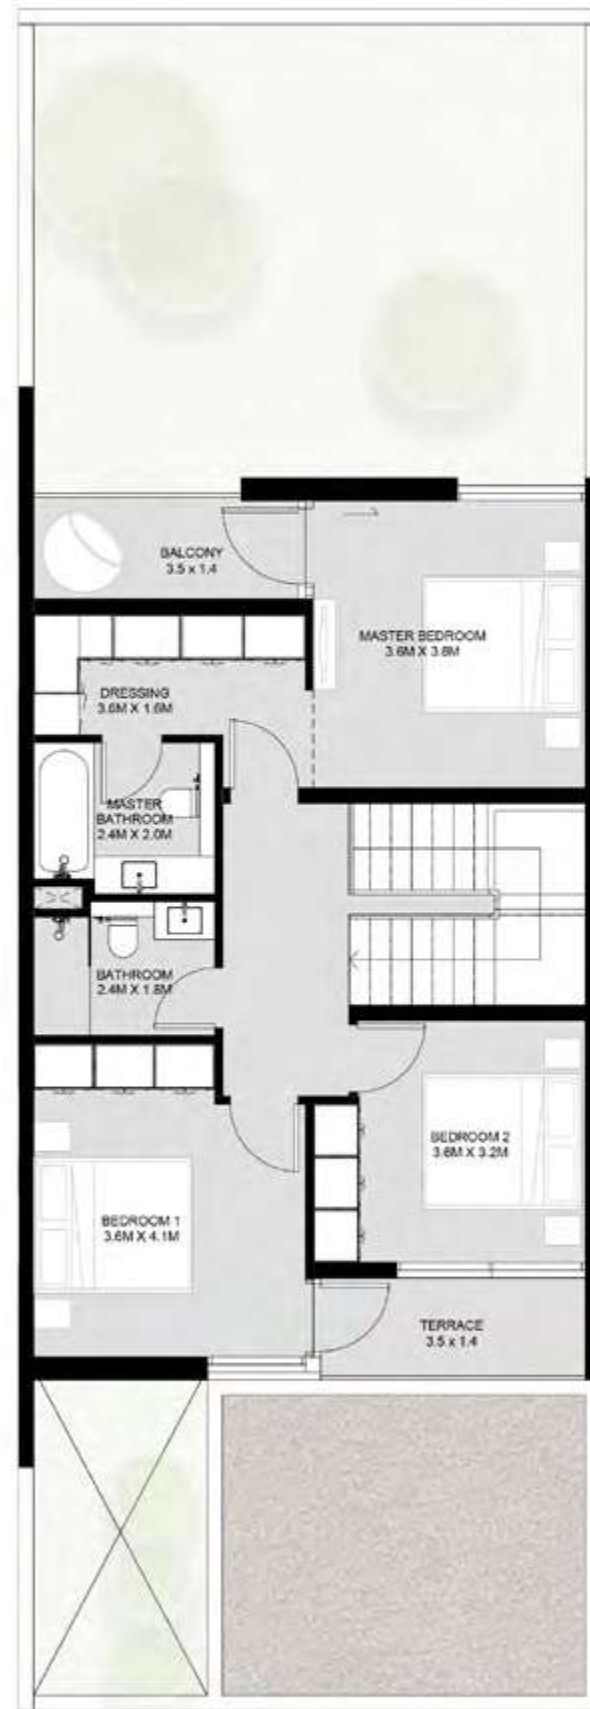 BALCONY
3.5 x 1.4
MASTER BEDROOM
3.6M X 3.8M
DRESSING
3.6M X 1.6M
MASTER
BATHROOM
2.4M X 2.0M
BATHROOM
2.4M X 1.8M
BEDROOM 2
3.6M X 3.2M
BEDROOM 1
3.6M X 4.1M
TERRACE
3.5 x 1.4